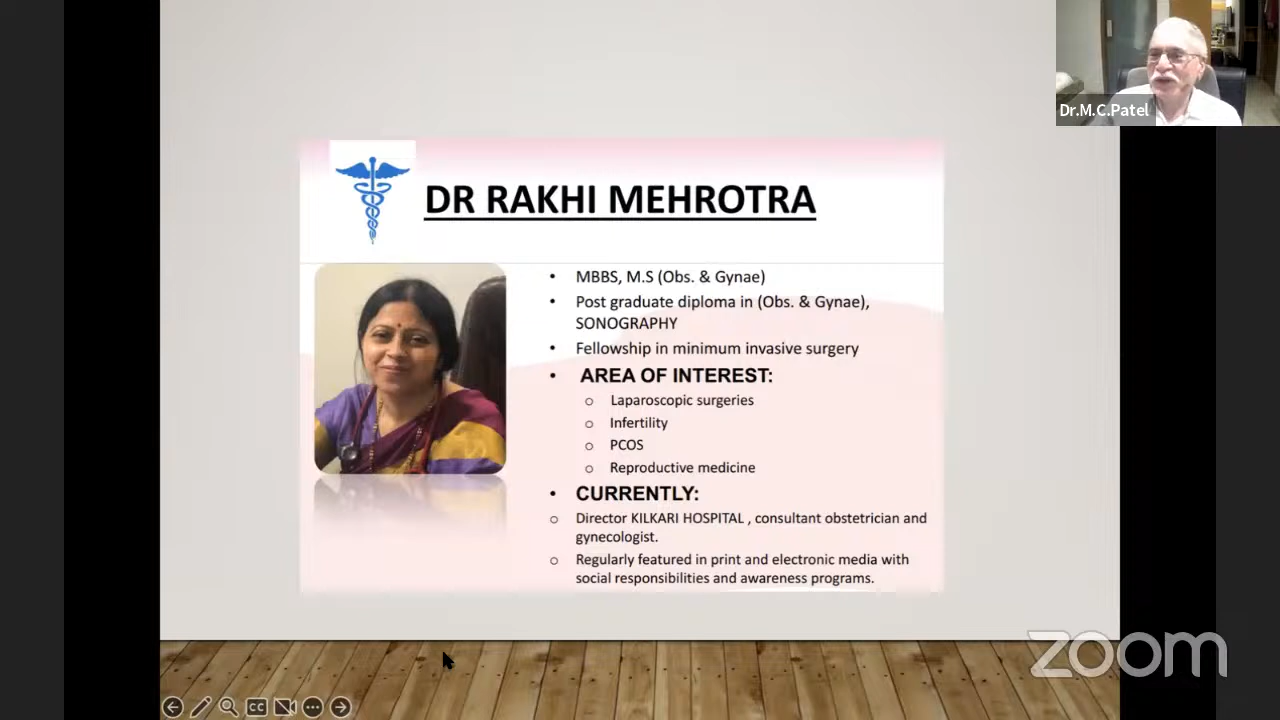 Dr.M.C.Patel
DR RAKHI MEHROTRA
• MBBS, M.S (Obs. & Gynae)
• Post graduate diploma in (Obs. & Gynae),
SONOGRAPHY
• Fellowship in minimum invasive surgery
• AREA OF INTEREST:
o Laparoscopic surgeries
o Infertility
o PCOS
o Reproductive medicine
• CURRENTLY:
o Director KILKARI HOSPITAL , consultant obstetrician and
gynecologist.
o Regularly featured in print and electronic media with
social responsibilities and awareness programs.
zoom
CC